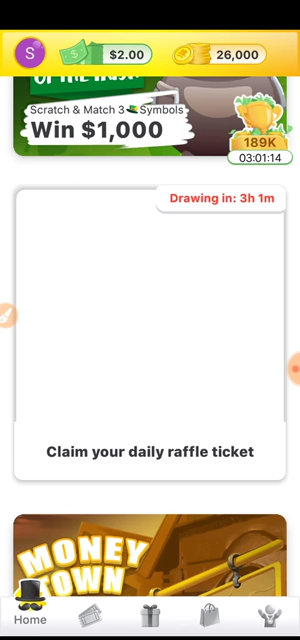 S
$2.00
26,000
OF THE IRISH
Scratch & Match 3 Symbols
Win $1,000
189K
03:01:14
Drawing in: 3h 1m
Claim your daily raffle ticket
MONEY
TOWN
Home